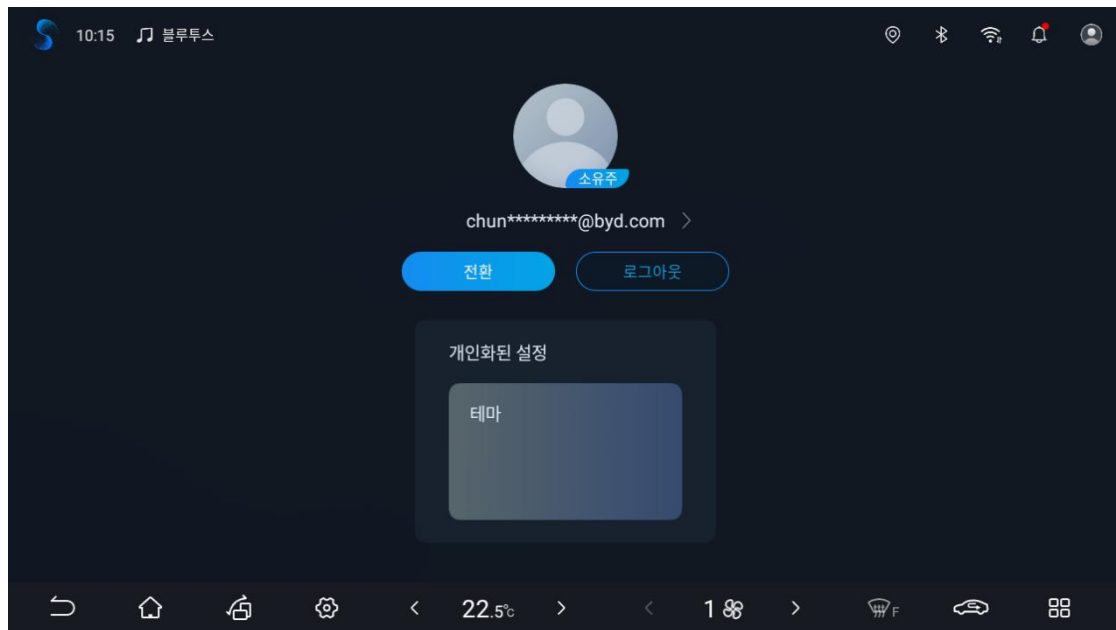 10:15 블루투스
소유주
chun*********@byd.com
전환 로그아웃
개인화된 설정
테마
22.5°c 1 F